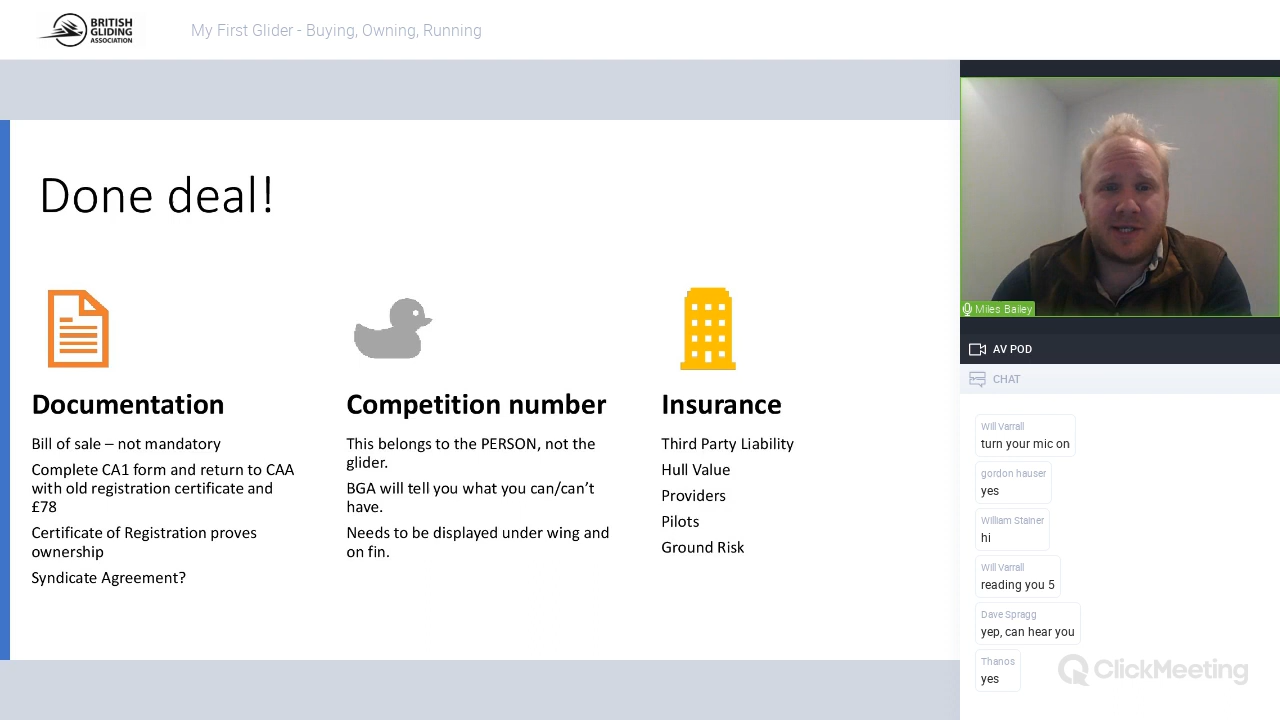 BRITISH
GLIDING
ASSOCIATION
My First Glider - Buying, Owning, Running
Done deal!
Documentation
Bill of sale – not mandatory
Complete CA1 form and return to CAA
with old registration certificate and
£78
Certificate of Registration proves
ownership
Syndicate Agreement?
Competition number
This belongs to the PERSON, not the
glider.
BGA will tell you what you can/can't
have.
Needs to be displayed under wing and
on fin.
Insurance
Third Party Liability
Hull Value
Providers
Pilots
Ground Risk
Miles Bailey
AV POD
CHAT
Will Varrall
turn your mic on
gordon hauser
yes
William Stainer
hi
Will Varrall
reading you 5
Dave Spragg
yep, can hear you
Thanos
yes
ClickMeeting